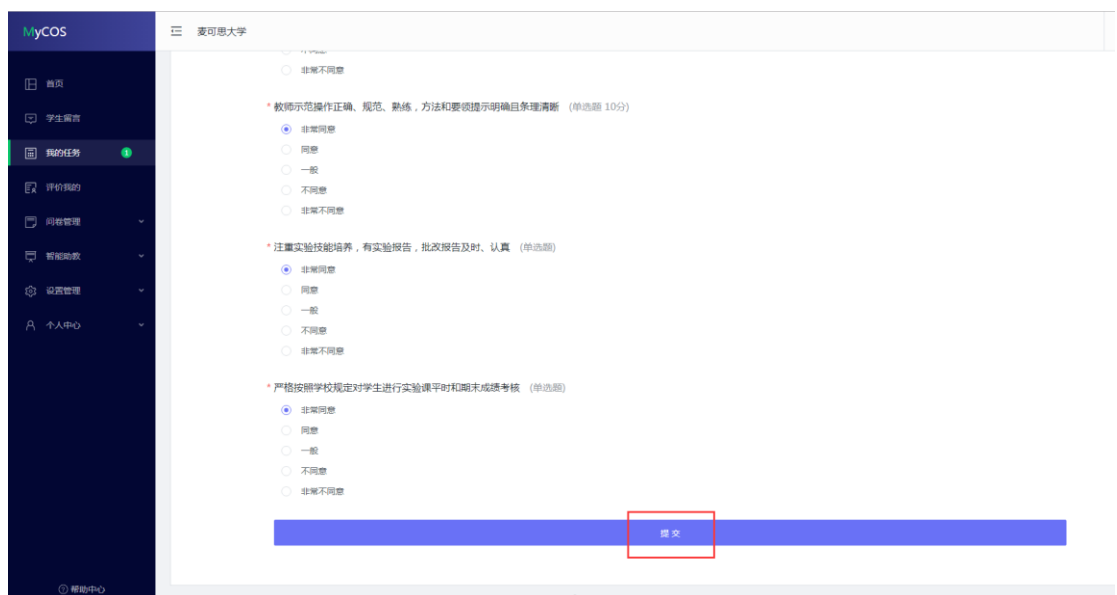 MyCOS
麦可思大学
首页
学生留言
我的任务 1
评价我的
问卷管理
智能助教
设置管理
个人中心
帮助中心
非常不同意
* 教师示范操作正确、规范、熟练，方法和要领提示明确且条理清晰 (单选题 10分)
非常同意
同意
一般
不同意
非常不同意
* 注重实验技能培养，有实验报告，批改报告及时、认真 (单选题)
非常同意
同意
一般
不同意
非常不同意
* 严格按照学校规定对学生进行实验课平时和期末成绩考核 (单选题)
非常同意
同意
一般
不同意
非常不同意
提交